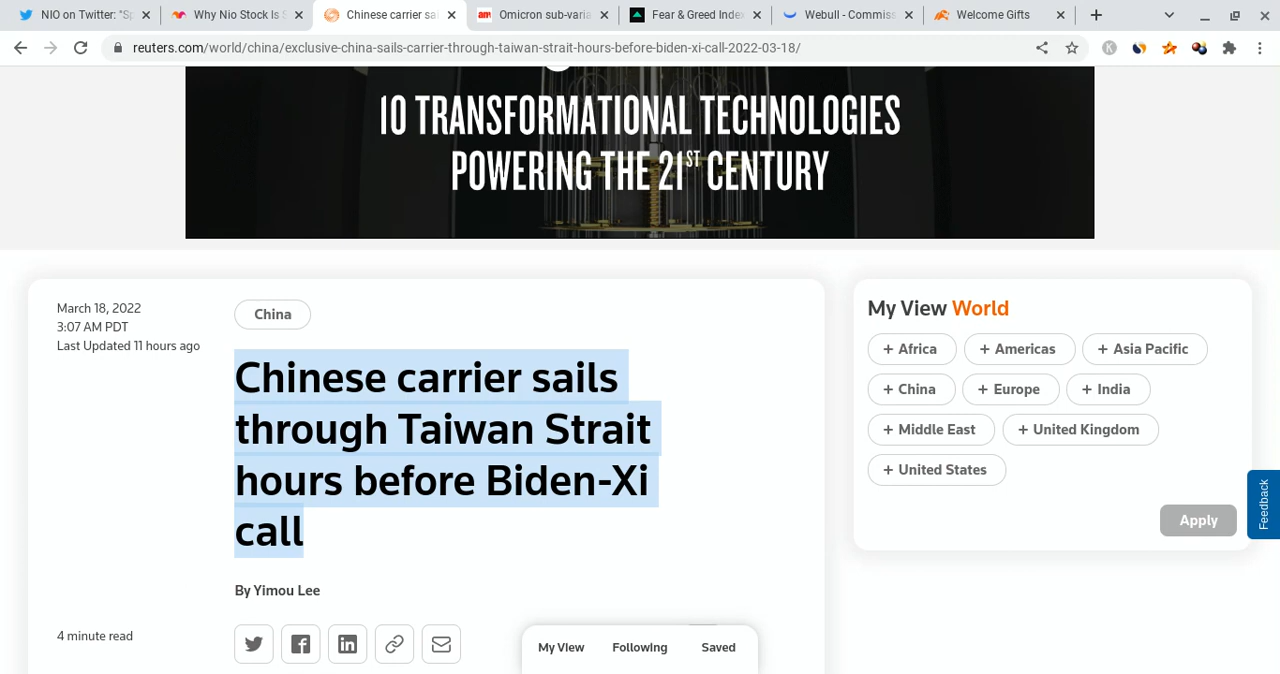 NIO on Twitter: "Sp
Why Nio Stock Is S
Chinese carrier sai
Omicron sub-varia
Fear & Greed Index
Webull - Commiss
Welcome Gifts
reuters.com/world/china/exclusive-china-sails-carrier-through-taiwan-strait-hours-before-biden-xi-call-2022-03-18/
10 TRANSFORMATIONAL TECHNOLOGIES
POWERING THE 21ST CENTURY
March 18, 2022
3:07 AM PDT
Last Updated 11 hours ago
China
Chinese carrier sails
through Taiwan Strait
hours before Biden-Xi
call
By Yimou Lee
4 minute read
My View
Following
Saved
My View World
+ Africa
+ Americas
+ Asia Pacific
+ China
+ Europe
+ India
+ Middle East
+ United Kingdom
+ United States
Apply
Feedback